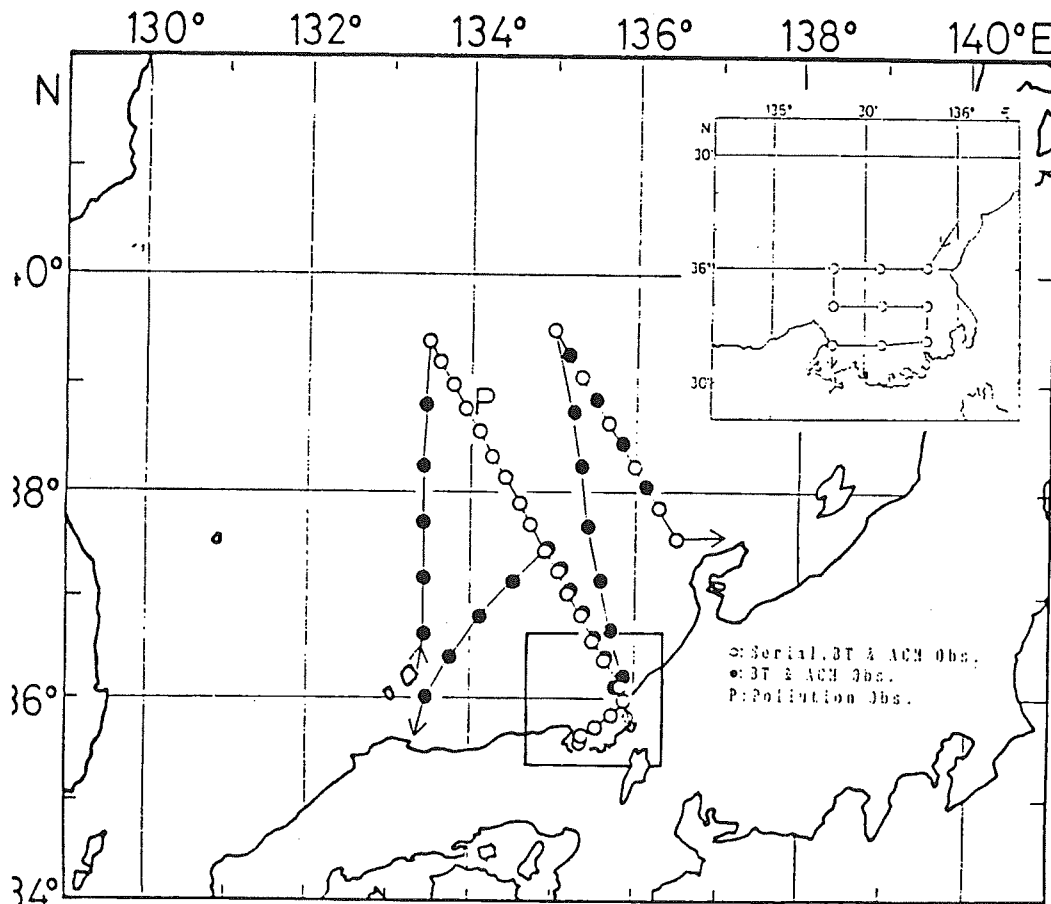 130° 132° 134° 136° 138° 140°E
N
135° 30' 136° E
N
30'
40°
36°
P
30'
38°
o:Serial.BT & ACM Obs.
●:BT & ACM Obs.
36°
P:Pollution Obs.
34°